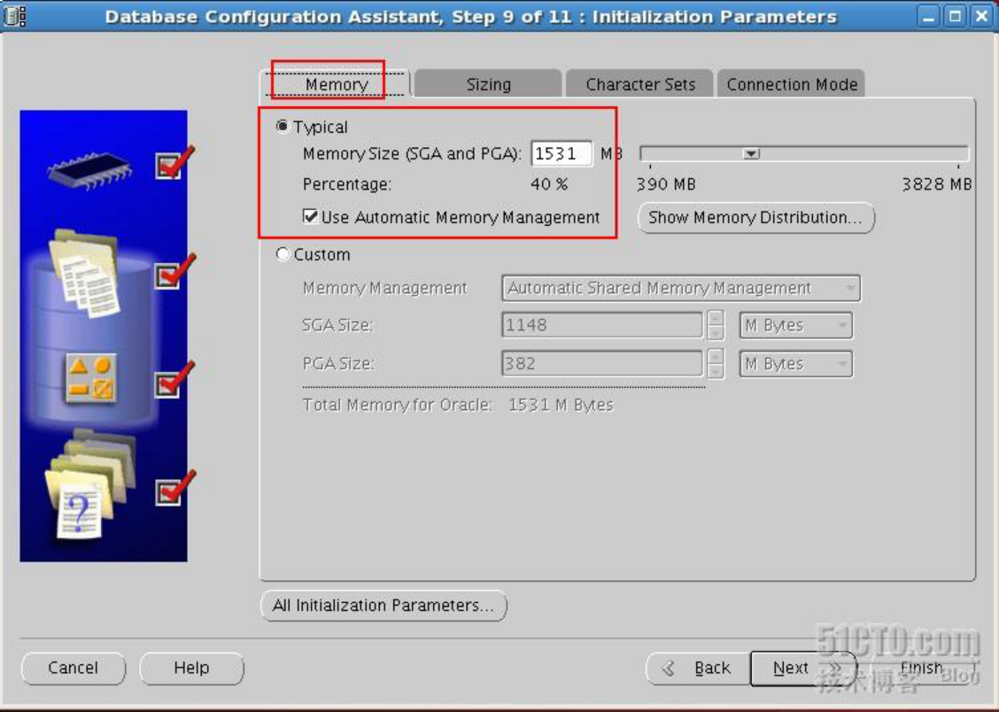 Database Configuration Assistant, Step 9 of 11 : Initialization Parameters
Memory Sizing Character Sets Connection Mode
Typical
Memory Size (SGA and PGA): 1531 MB
Percentage: 40 % 390 MB 3828 MB
Use Automatic Memory Management Show Memory Distribution...
Custom
Memory Management Automatic Shared Memory Management
SGA Size: 1148 M Bytes
PGA Size: 382 M Bytes
Total Memory for Oracle: 1531 M Bytes
?
All Initialization Parameters...
51CTO.com
Cancel Help Back Next Finish
技术博客 Blog